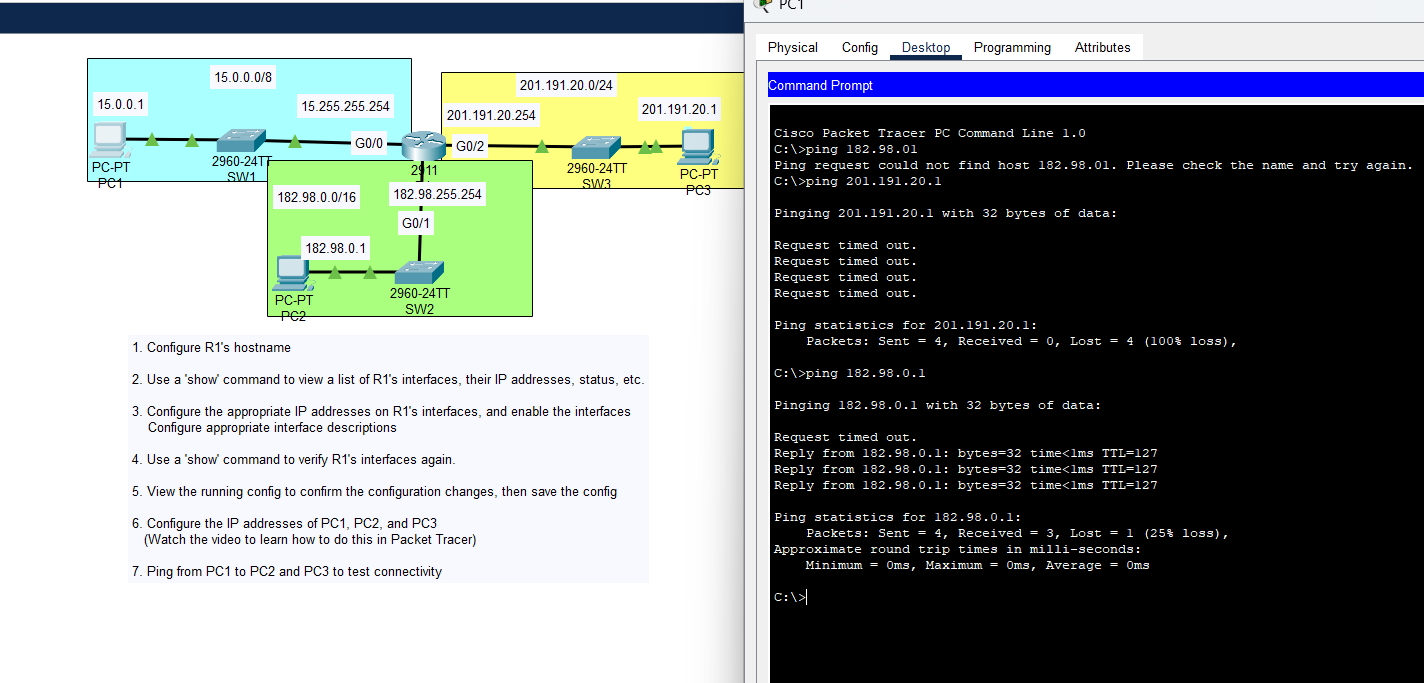 PC1
Physical Config Desktop Programming Attributes
Command Prompt
Cisco Packet Tracer PC Command Line 1.0
C:\>ping 182.98.01
Ping request could not find host 182.98.01. Please check the name and try again.
C:\>ping 201.191.20.1
Pinging 201.191.20.1 with 32 bytes of data:
Request timed out.
Request timed out.
Request timed out.
Request timed out.
Ping statistics for 201.191.20.1:
Packets: Sent = 4, Received = 0, Lost = 4 (100% loss),
C:\>ping 182.98.0.1
Pinging 182.98.0.1 with 32 bytes of data:
Request timed out.
Reply from 182.98.0.1: bytes=32 time<1ms TTL=127
Reply from 182.98.0.1: bytes=32 time<1ms TTL=127
Reply from 182.98.0.1: bytes=32 time<1ms TTL=127
Ping statistics for 182.98.0.1:
Packets: Sent = 4, Received = 3, Lost = 1 (25% loss),
Approximate round trip times in milli-seconds:
Minimum = 0ms, Maximum = 0ms, Average = 0ms
C:\>
15.0.0.0/8
15.0.0.1
15.255.255.254
G0/0
PC-PT
PC1
2960-24TT
SW1
2911
201.191.20.0/24
201.191.20.254
201.191.20.1
G0/2
2960-24TT
SW3
PC-PT
PC3
182.98.0.0/16
182.98.255.254
G0/1
182.98.0.1
PC-PT
PC2
2960-24TT
SW2
1. Configure R1's hostname
2. Use a 'show' command to view a list of R1's interfaces, their IP addresses, status, etc.
3. Configure the appropriate IP addresses on R1's interfaces, and enable the interfaces
Configure appropriate interface descriptions
4. Use a 'show' command to verify R1's interfaces again.
5. View the running config to confirm the configuration changes, then save the config
6. Configure the IP addresses of PC1, PC2, and PC3
(Watch the video to learn how to do this in Packet Tracer)
7. Ping from PC1 to PC2 and PC3 to test connectivity